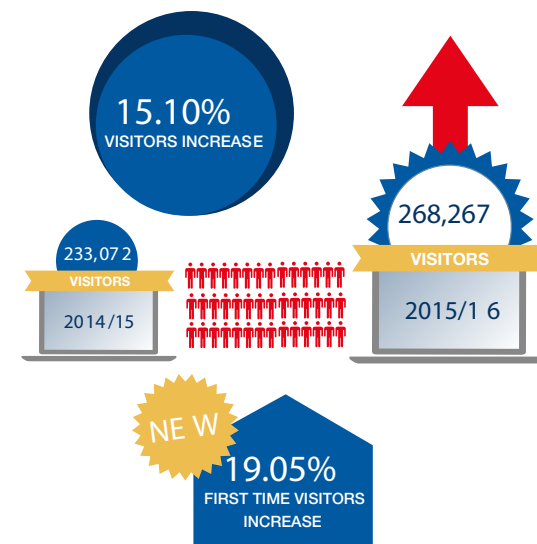 15.10%
VISITORS INCREASE
268,267
VISITORS
2015/1 6
233,07 2
VISITORS
2014/15
NE W
19.05%
FIRST TIME VISITORS
INCREASE